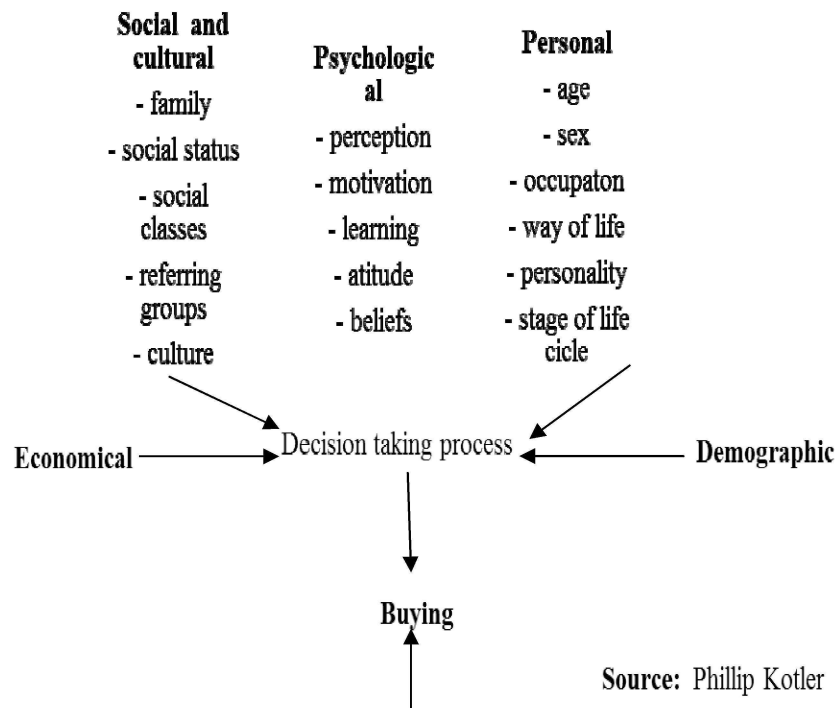 Social and
cultural
- family
- social status
- social
classes
- referring
groups
- culture
Psychologic
al
- perception
- motivation
- learning
- atitude
- beliefs
Personal
- age
- sex
- occupaton
- way of life
- personality
- stage of life
cicle
Economical
Decision taking process
Demographic
Buying
Source: Phillip Kotler